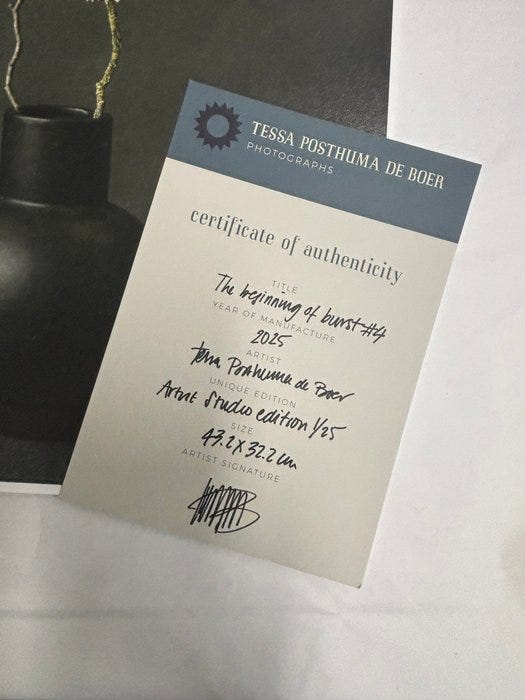 TESSA POSTHUMA DE BOER
PHOTOGRAPHS
certificate of authenticity
TITLE
The beginning of burst #4
YEAR OF MANUFACTURE
2025
ARTIST
Tessa Posthuma de Boer
UNIQUE EDITION
Artist Studio edition 1/25
SIZE
43.2 X 32.2 cm
ARTIST SIGNATURE